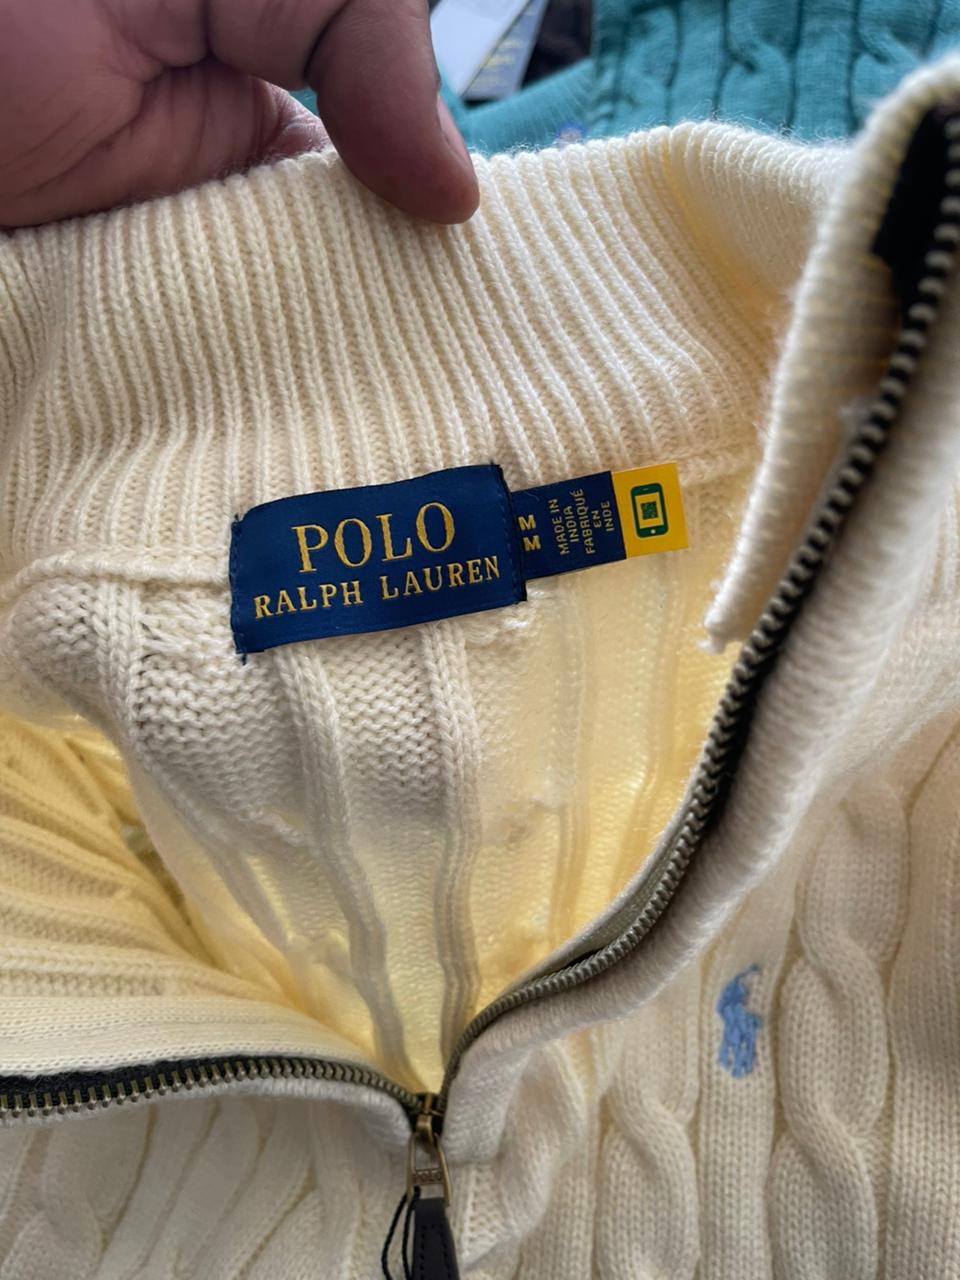 POLO
RALPH LAUREN
M
M
MADE IN
INDIA
FABRIQUÉ
EN
INDE